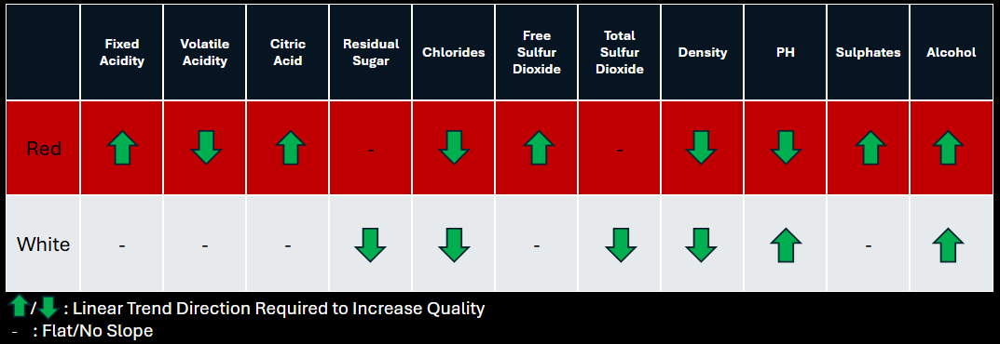 Fixed Acidity Volatile Acidity Citric Acid Residual Sugar Chlorides Free Sulfur Dioxide Total Sulfur Dioxide Density PH Sulphates Alcohol
Red - -
White - - - - -
/ : Linear Trend Direction Required to Increase Quality
- : Flat/No Slope